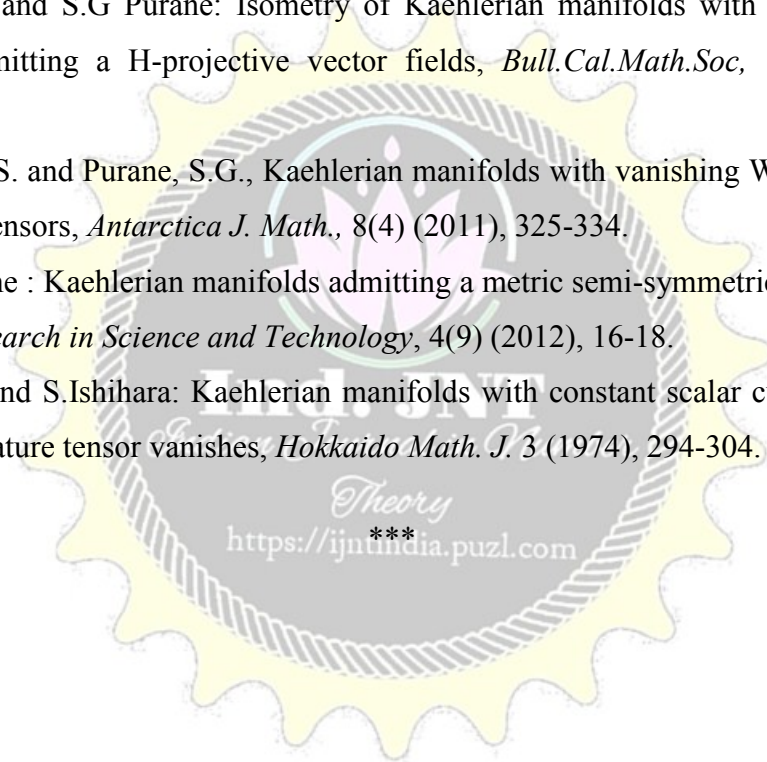 and S.G Purane: Isometry of Kaehlerian manifolds with
mitting a H-projective vector fields, Bull.Cal.Math.Soc,
S. and Purane, S.G., Kaehlerian manifolds with vanishing W
ensors, Antarctica J. Math., 8(4) (2011), 325-334.
ne : Kaehlerian manifolds admitting a metric semi-symmetri
earch in Science and Technology, 4(9) (2012), 16-18.
nd S.Ishihara: Kaehlerian manifolds with constant scalar c
Ind. JNT
ature tensor vanishes, Hokkaido Math. J. 3 (1974), 294-304.
Theory
***
https://ijntindia.puzl.com